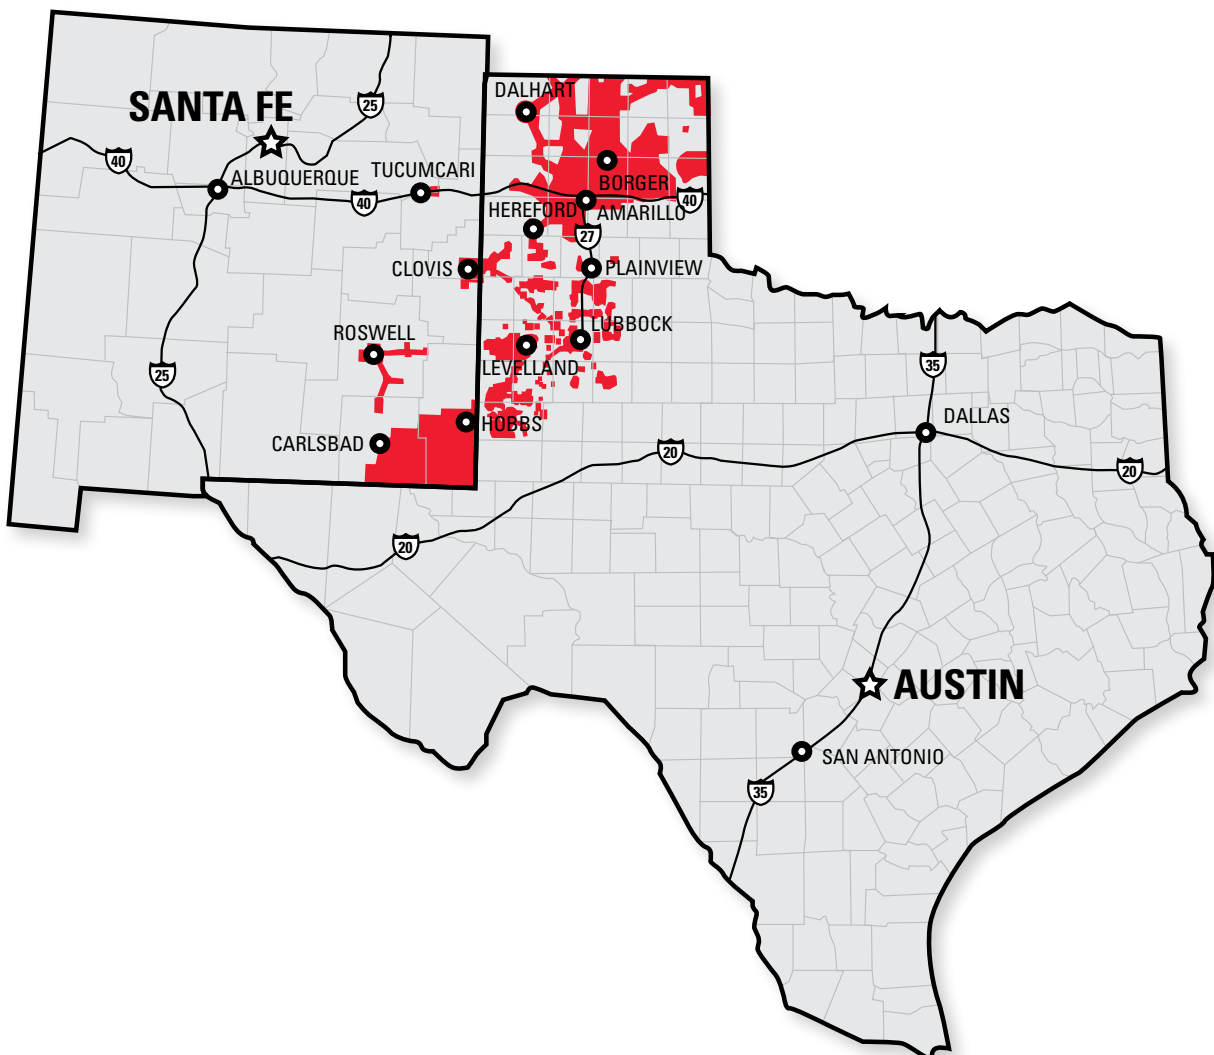 DALHART
SANTA FE
25
40
TUCUMCARI
ALBUQUERQUE
BORGER
40
40
HEREFORD
AMARILLO
27
CLOVIS
PLAINVIEW
ROSWELL
LUBBOCK
LEVELLAND
35
25
DALLAS
HOBBS
CARLSBAD
20
20
20
AUSTIN
SAN ANTONIO
35